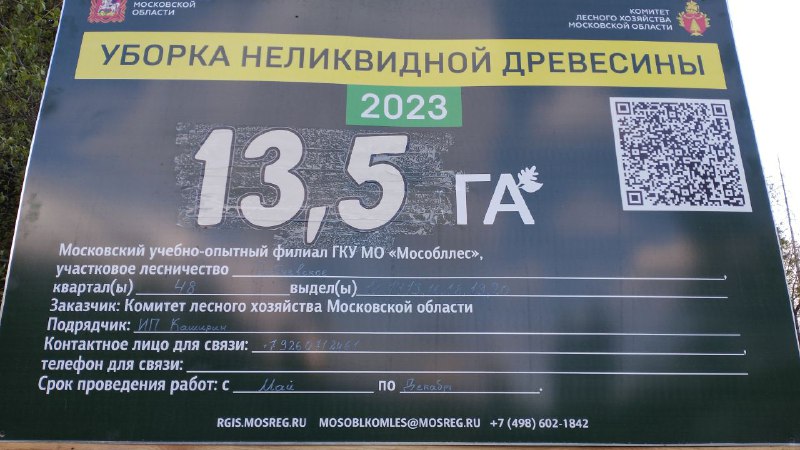 МОСКОВСКОЙ
ОБЛАСТИ
КОМИТЕТ
ЛЕСНОГО ХОЗЯЙСТВА
МОСКОВСКОЙ ОБЛАСТИ
УБОРКА НЕЛИКВИДНОЙ ДРЕВЕСИНЫ
2023
13,5 ГА
Московский учебно-опытный филиал ГКУ МО «Мособллес»,
участковое лесничество
квартал(ы) 48 выдел(ы)
Заказчик: Комитет лесного хозяйства Московской области
Подрядчик: ИП Каширин
Контактное лицо для связи:
телефон для связи:
Срок проведения работ: с Май по Декабрь
RGIS.MOSREG.RU MOSOBLKOMLES@MOSREG.RU +7 (498) 602-1842